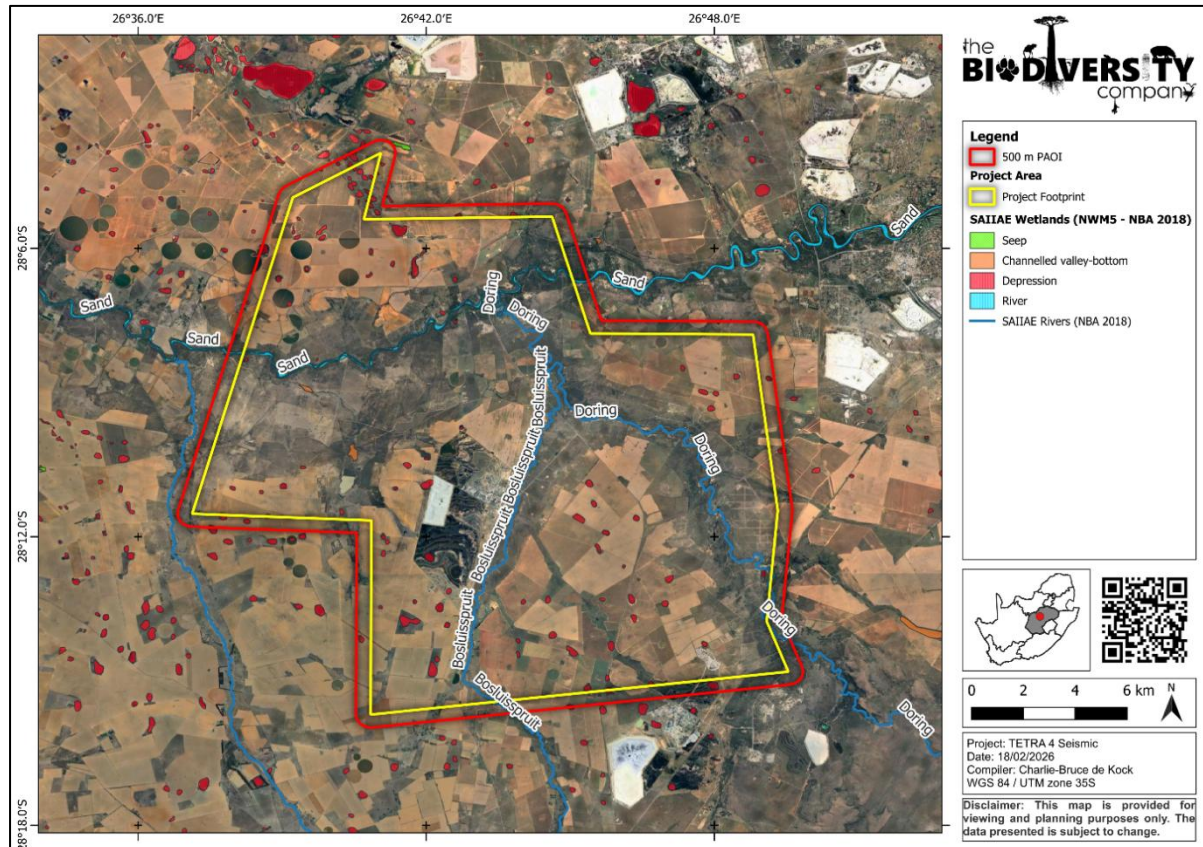 26°36.0'E
26°42.0'E
26°48.0'E
28°6.0'S
28°12.0'S
28°18.0'S
Sand
Sand
Sand
Sand
Sand
Doring
Doring
Doring
Doring
Doring
Doring
Bosluisspruit
Bosluisspruit
Bosluisspruit
Bosluisspruit
Bosluisspruit
Bosluisspruit
the
BIODIVERSITY
company
Legend
500 m PAOI
Project Area
Project Footprint
SAIIAE Wetlands (NWM5 - NBA 2018)
Seep
Channelled valley-bottom
Depression
River
SAIIAE Rivers (NBA 2018)
0 2 4 6 km
N
Project: TETRA 4 Seismic
Date: 18/02/2026
Compiler: Charlie-Bruce de Kock
WGS 84 / UTM zone 35S
Disclaimer: This map is provided for
viewing and planning purposes only. The
data presented is subject to change.